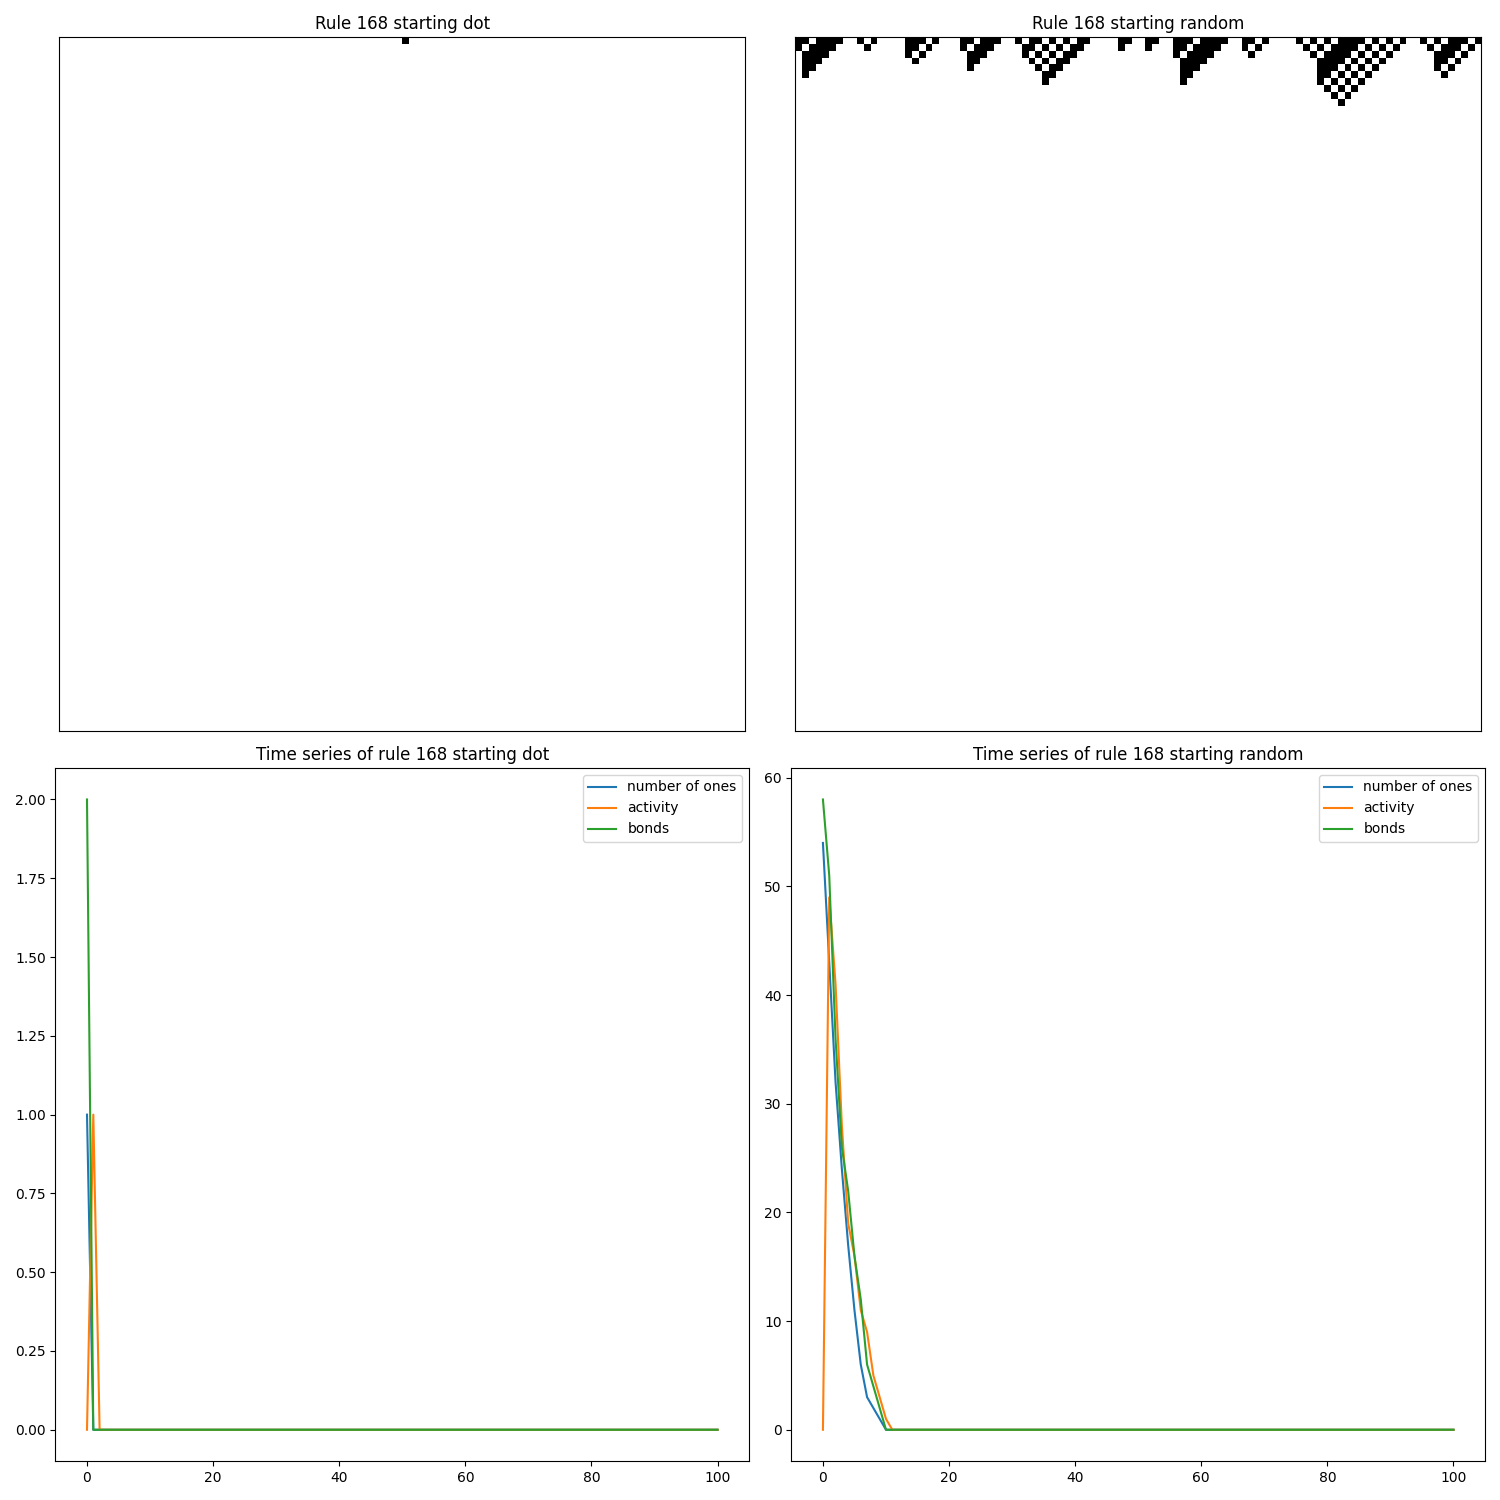 Rule 168 starting dot
Rule 168 starting random
Time series of rule 168 starting dot
number of ones
activity
bonds
2.00
1.75
1.50
1.25
1.00
0.75
0.50
0.25
0.00
0 20 40 60 80 100
Time series of rule 168 starting random
number of ones
activity
bonds
60
50
40
30
20
10
0
0 20 40 60 80 100